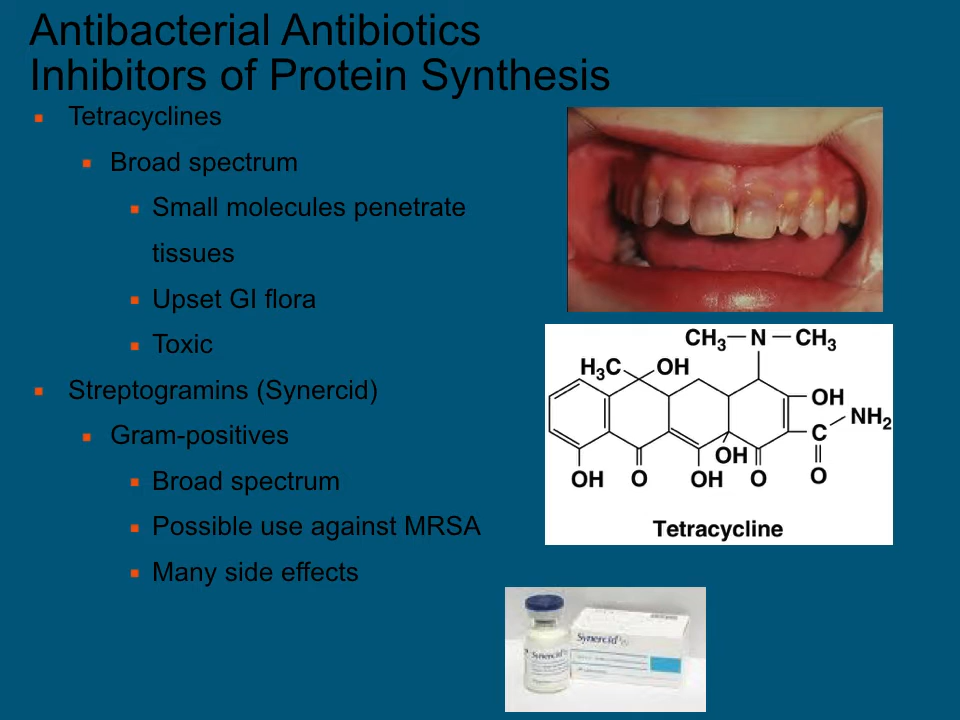 Antibacterial Antibiotics
Inhibitors of Protein Synthesis
Tetracyclines
Broad spectrum
Small molecules penetrate
tissues
Upset GI flora
Toxic
Streptogramins (Synercid)
Gram-positives
Broad spectrum
Possible use against MRSA
Many side effects
CH3 N CH3
H3C OH
OH
NH2
C
OH
OH O OH O O
Tetracycline
Synercid
Synercid